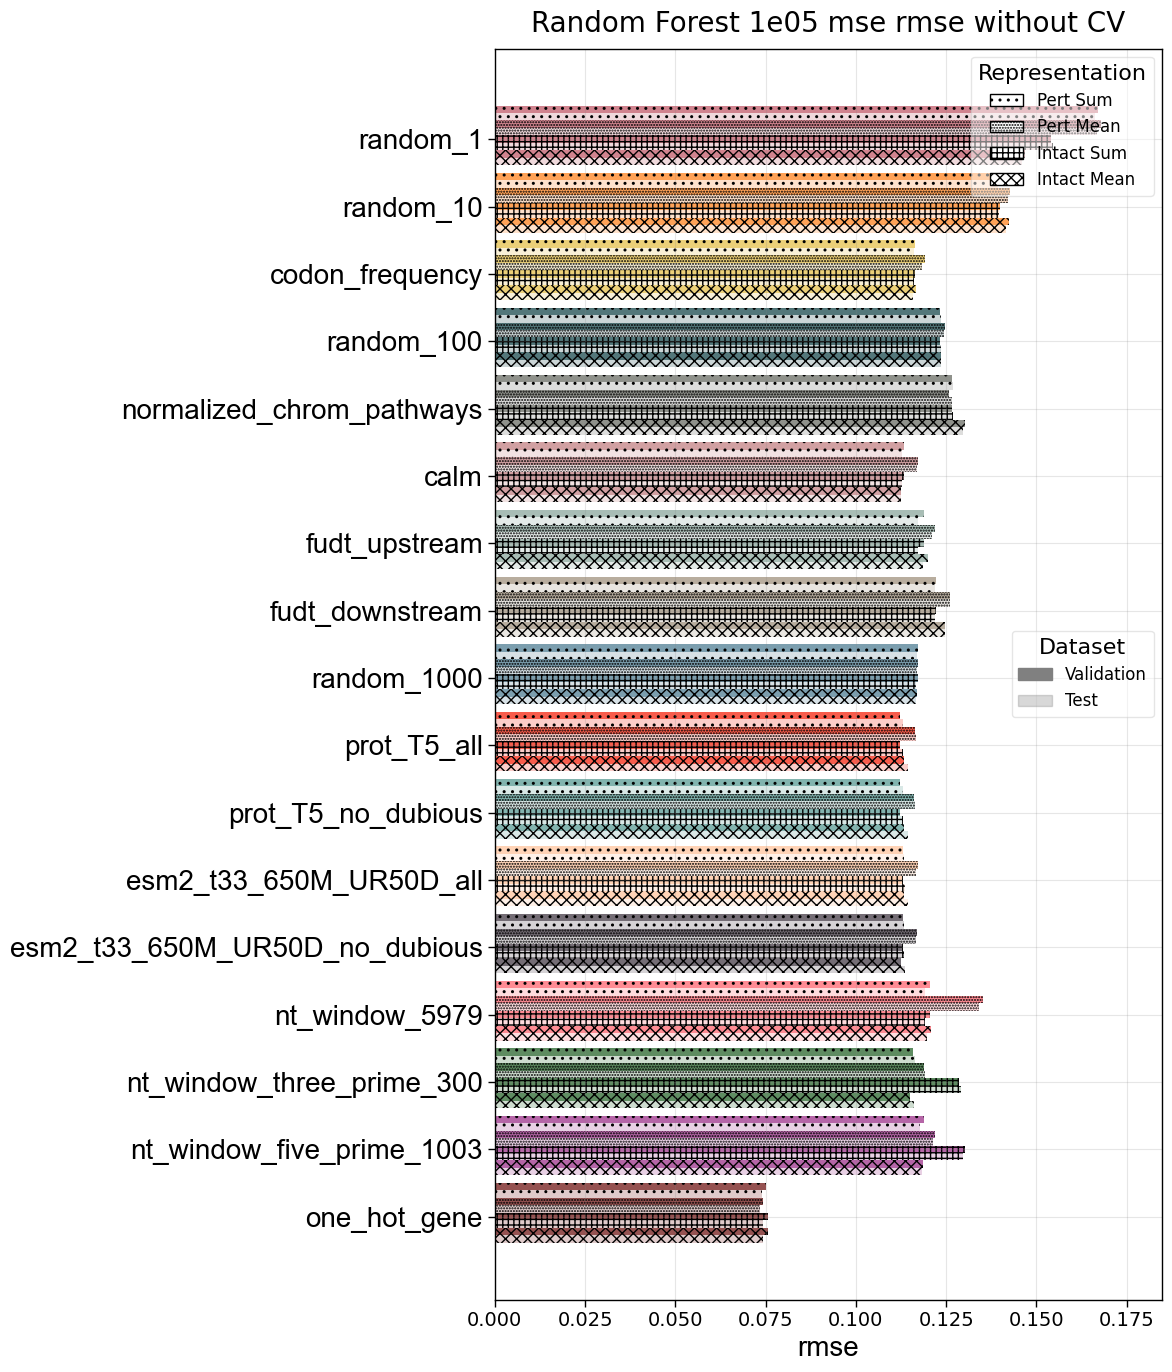 Random Forest 1e05 mse rmse without CV
Representation
Pert Sum
Pert Mean
Intact Sum
Intact Mean
random_1
random_10
codon_frequency
random_100
normalized_chrom_pathways
calm
fudt_upstream
fudt_downstream
random_1000
Dataset
Validation
Test
prot_T5_all
prot_T5_no_dubious
esm2_t33_650M_UR50D_all
esm2_t33_650M_UR50D_no_dubious
nt_window_5979
nt_window_three_prime_300
nt_window_five_prime_1003
one_hot_gene
0.000 0.025 0.050 0.075 0.100 0.125 0.150 0.175
rmse